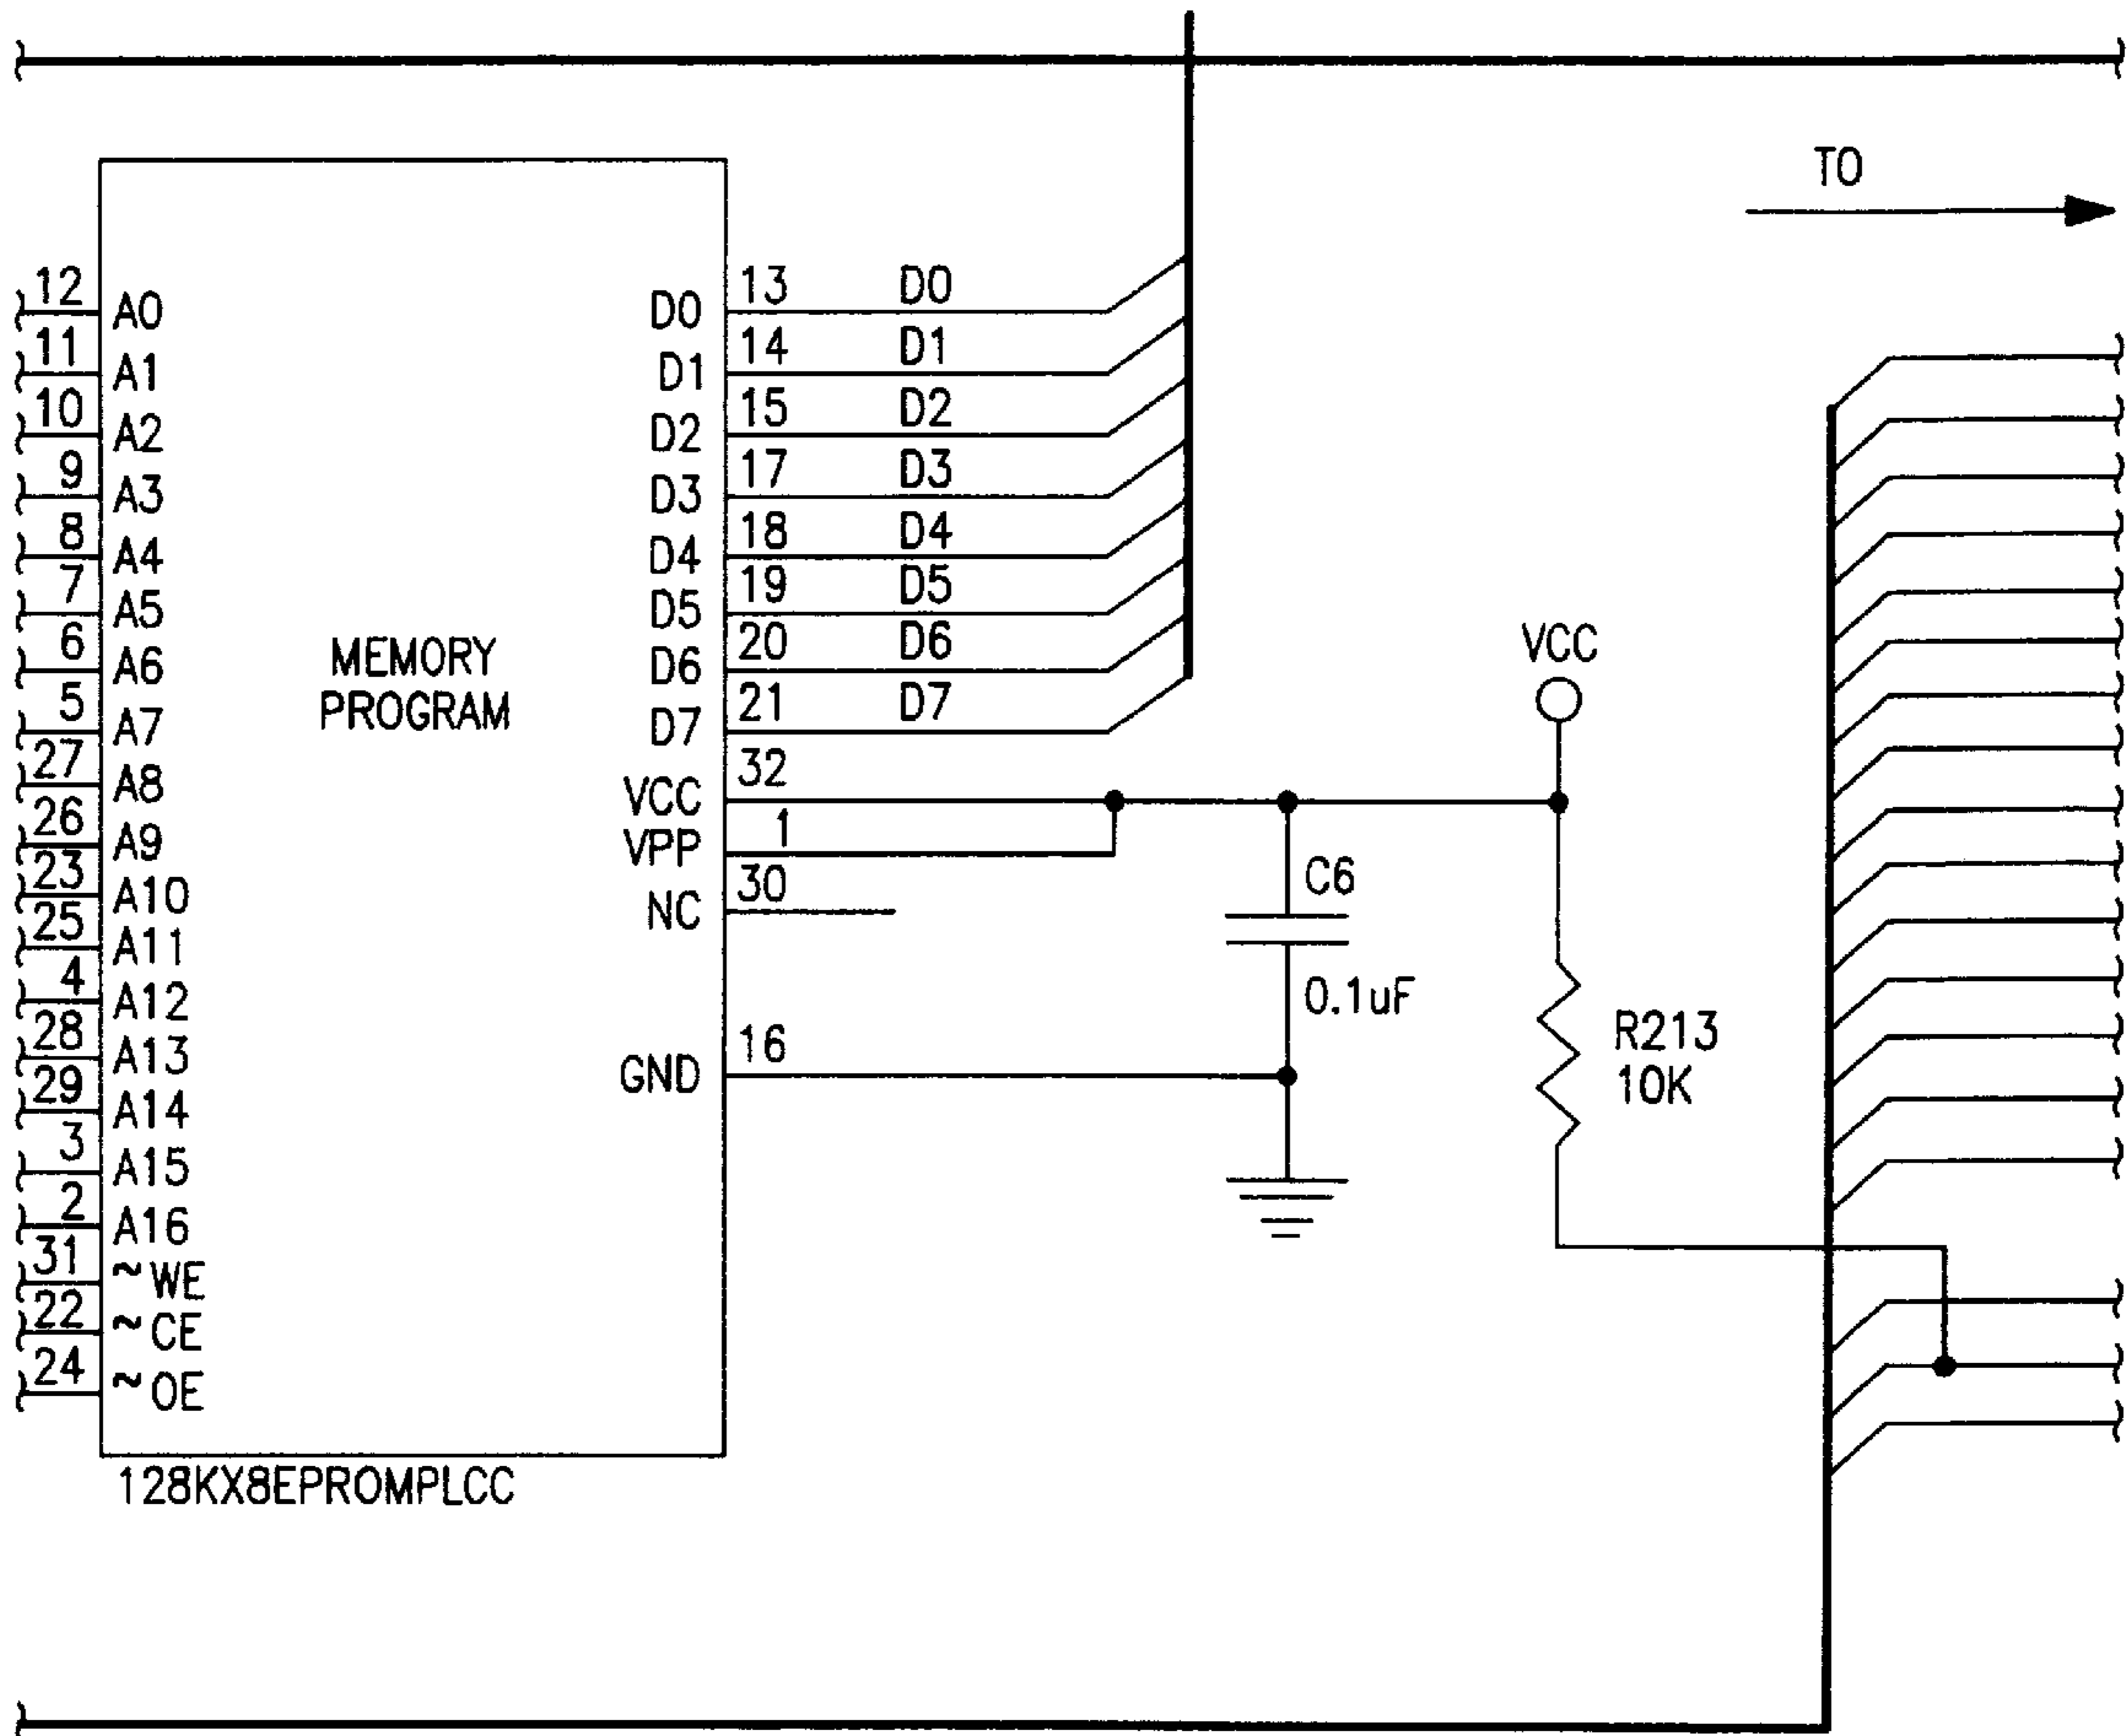 TO
12 A0 D0 13 D0
11 A1 D1 14 D1
10 A2 D2 15 D2
9 A3 D3 17 D3
8 A4 D4 18 D4
7 A5 D5 19 D5
6 A6 D6 20 D6
5 A7 D7 21 D7
MEMORY
PROGRAM
VCC
27 A8 VCC 32
26 A9 VPP 1
23 A10 NC 30
25 A11
4 A12
28 A13 GND 16
29 A14
3 A15
2 A16
31 ~WE
22 ~CE
24 ~OE
C6
0.1uF
R213
10K
128KX8EPROMPLCC